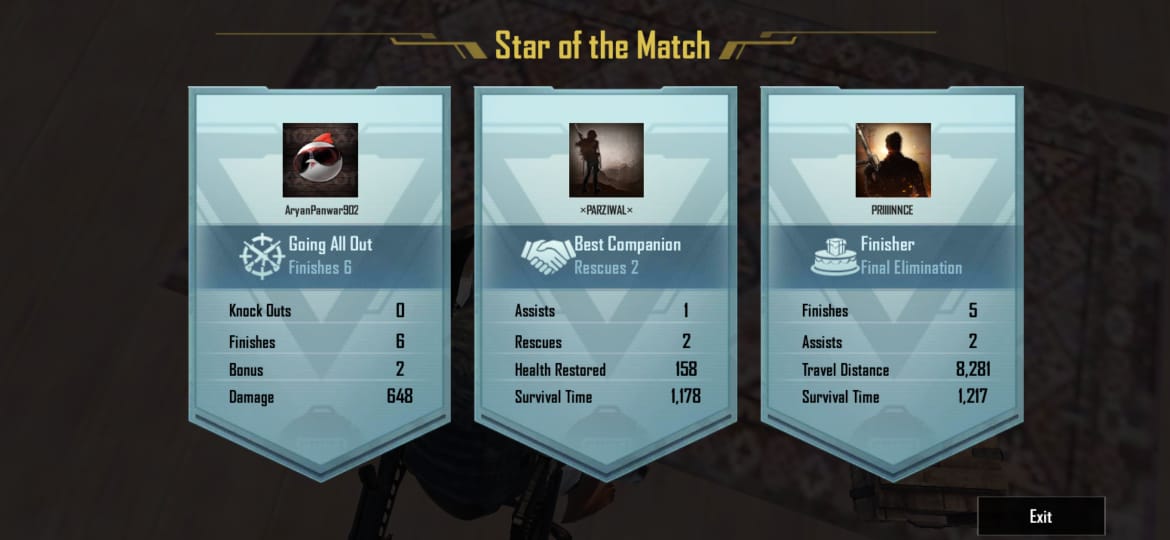 Star of the Match
AryanPanwar902
Going All Out
Finishes 6
Knock Outs 0
Finishes 6
Bonus 2
Damage 648
×PARZIWAL×
Best Companion
Rescues 2
Assists 1
Rescues 2
Health Restored 158
Survival Time 1,178
PRIIIINNCE
Finisher
Final Elimination
Finishes 5
Assists 2
Travel Distance 8,281
Survival Time 1,217
Exit